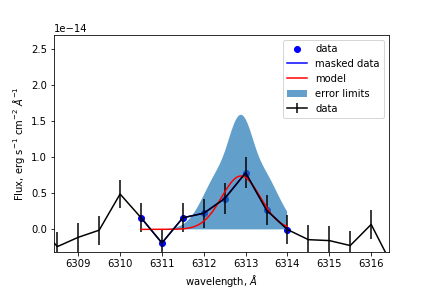 1e−14
2.5
2.0
1.5
1.0
0.5
0.0
Flux, erg s⁻¹ cm⁻² Å⁻¹
data
masked data
model
error limits
data
6309 6310 6311 6312 6313 6314 6315 6316
wavelength, Å